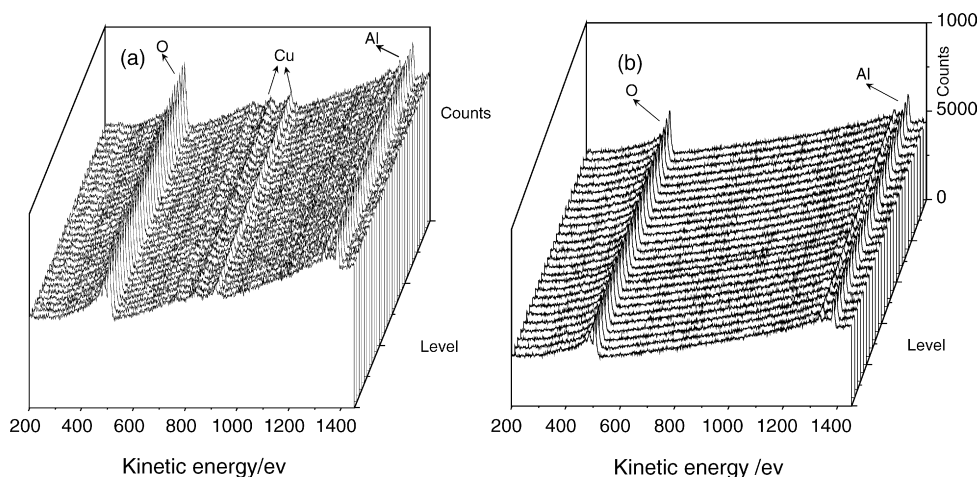 (a)
O
Cu
Al
Counts
Level
200 400 600 800 1000 1200 1400
Kinetic energy/ev
(b)
O
Al
1000
Counts
5000
0
Level
200 400 600 800 1000 1200 1400
Kinetic energy /ev